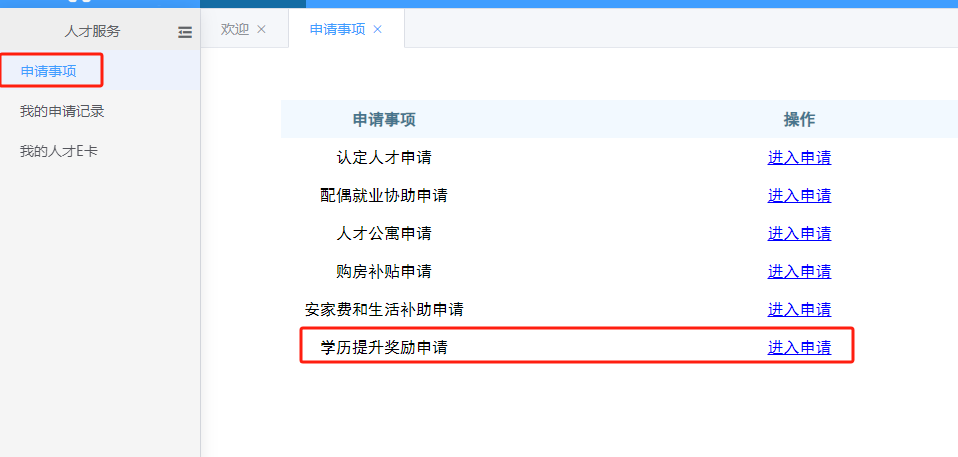 人才服务
欢迎
申请事项
申请事项
我的申请记录
我的人才E卡
申请事项 操作
认定人才申请 进入申请
配偶就业协助申请 进入申请
人才公寓申请 进入申请
购房补贴申请 进入申请
安家费和生活补助申请 进入申请
学历提升奖励申请 进入申请